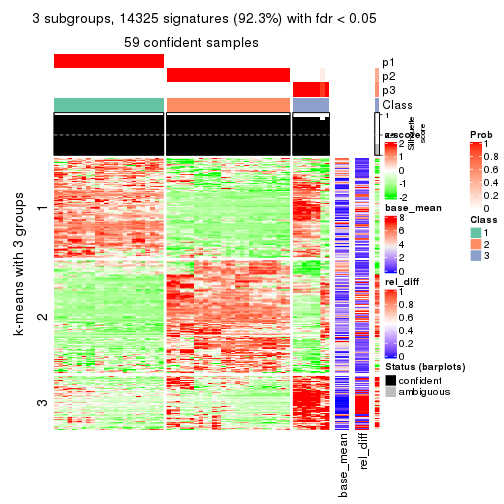 3 subgroups, 14325 signatures (92.3%) with fdr < 0.05
59 confident samples
p1
p2
p3
Class
1
Silhouette
score
k-means with 3 groups
1
2
3
base_mean
rel_diff
z-score
2
1
0
-1
-2
base_mean
8
6
4
2
0
rel_diff
1
0.8
0.6
0.4
0.2
0
Status (barplots)
confident
ambiguous
Prob
1
0.8
0.6
0.4
0.2
0
Class
1
2
3